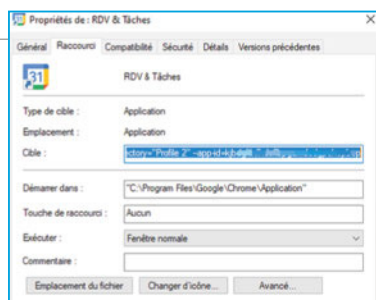 Propriétés de : RDV & Tâches
Général Raccourci Compatibilité Sécurité Détails Versions précédentes
31
RDV & Tâches
Type de cible : Application
Emplacement : Application
Cible : ectory="Profile 2" --app-id=
Démarrer dans : "C:\Program Files\Google\Chrome\Application"
Touche de raccourci : Aucun
Exécuter : Fenêtre normale
Commentaire :
Emplacement du fichier Changer d'icône... Avancé...